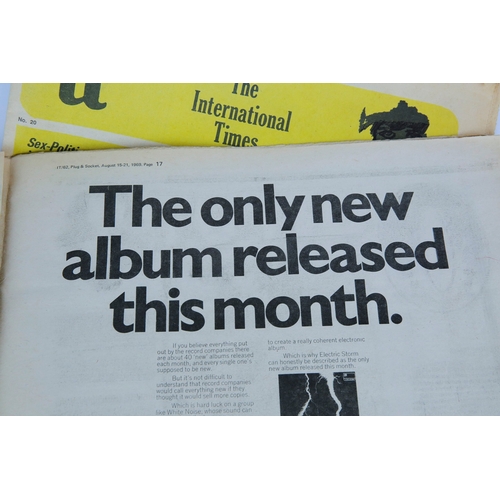 u
The
International
Times
No. 20
Sex-Politi
IT/62, Plug & Socket, August 16-21, 1969, Page 17
The only new
album released
this month.
If you believe everything put
out by the record companies there
are about 40 'new' albums released
each month, and every single one's
supposed to be new.
But it's not difficult to
understand that record companies
would call everything new if they
thought it would sell more copies.
Which is hard luck on a group
like White Noise, whose sound can
to create a really coherent electronic
album.
Which is why Electric Storm
can honestly be described as the only
new album released this month.